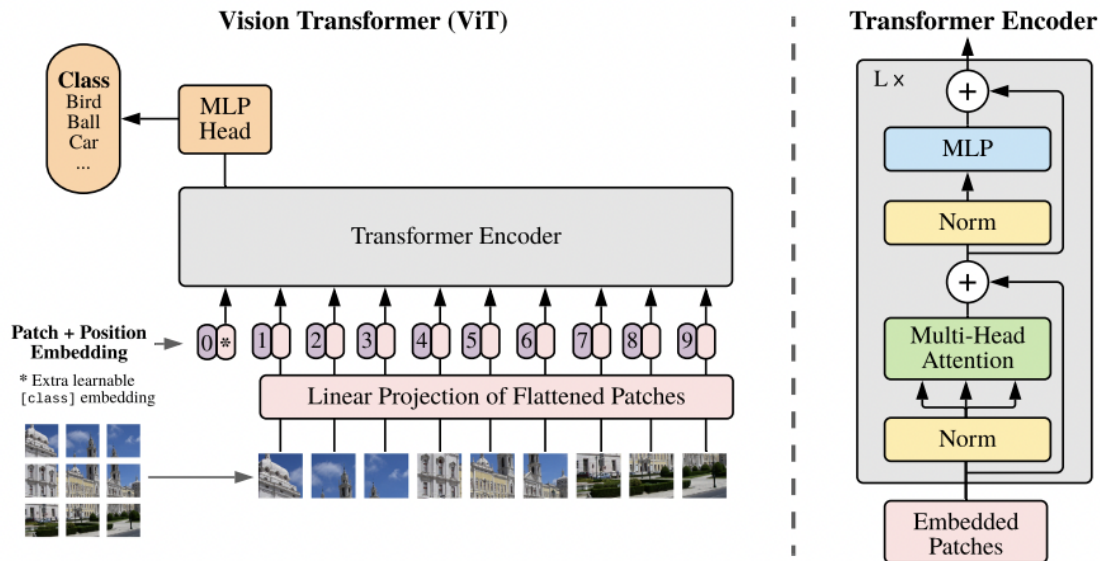 Vision Transformer (ViT)
Class
Bird
Ball
Car
...
MLP
Head
Transformer Encoder
Patch + Position
Embedding
0 * 1 2 3 4 5 6 7 8 9
* Extra learnable
[class] embedding
Linear Projection of Flattened Patches
Transformer Encoder
L ×
+
MLP
Norm
+
Multi-Head
Attention
Norm
Embedded
Patches